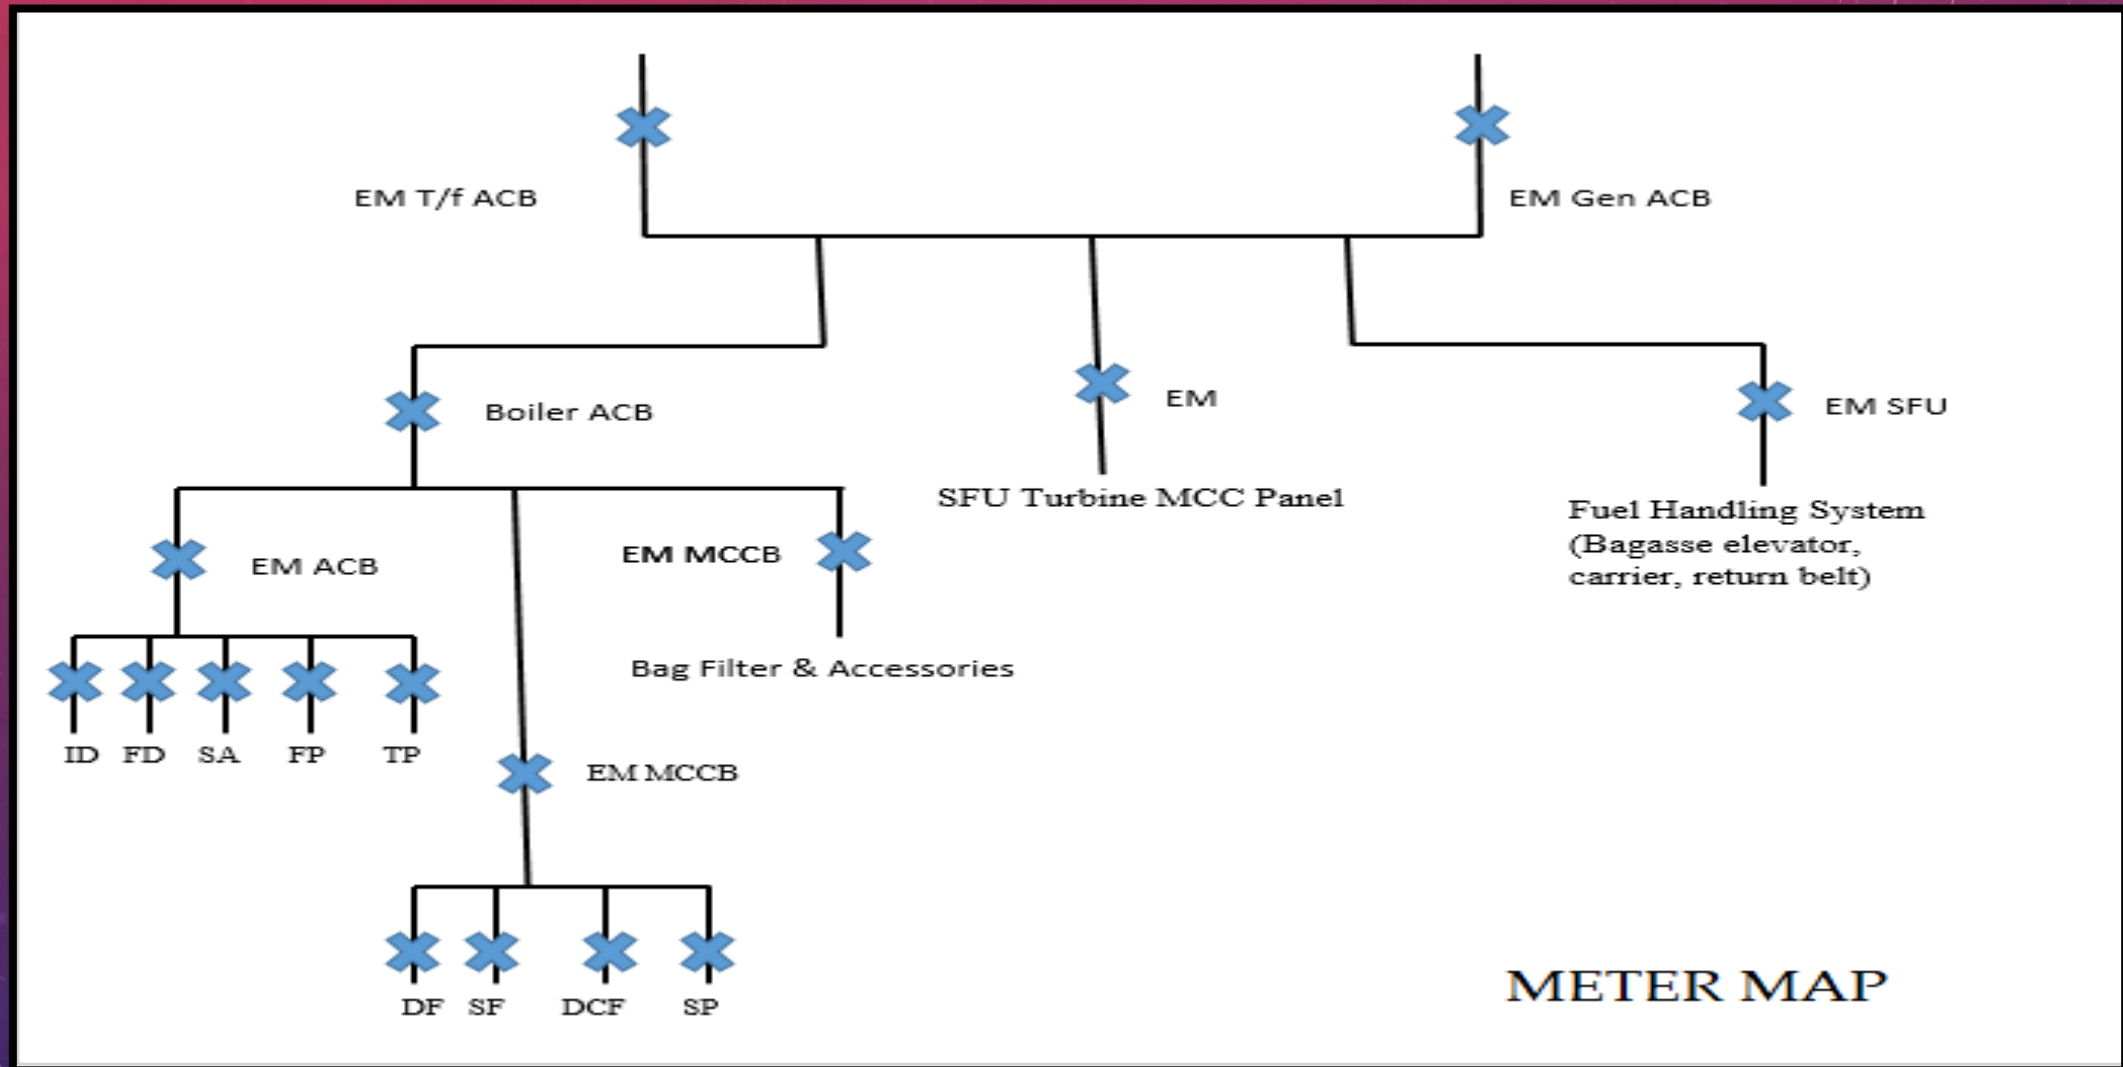 EM T/f ACB
EM Gen ACB
Boiler ACB
EM
EM SFU
SFU Turbine MCC Panel
Fuel Handling System
(Bagasse elevator,
carrier, return belt)
EM ACB
EM MCCB
Bag Filter & Accessories
ID FD SA FP TP
EM MCCB
DF SF DCF SP
METER MAP